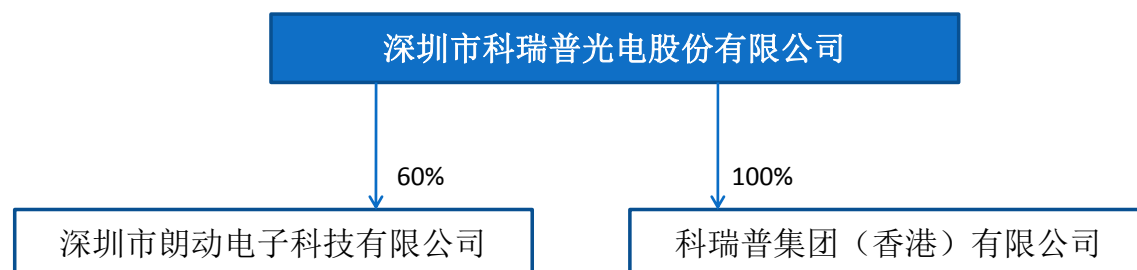 深圳市科瑞普光电股份有限公司
60%
100%
深圳市朗动电子科技有限公司
科瑞普集团（香港）有限公司